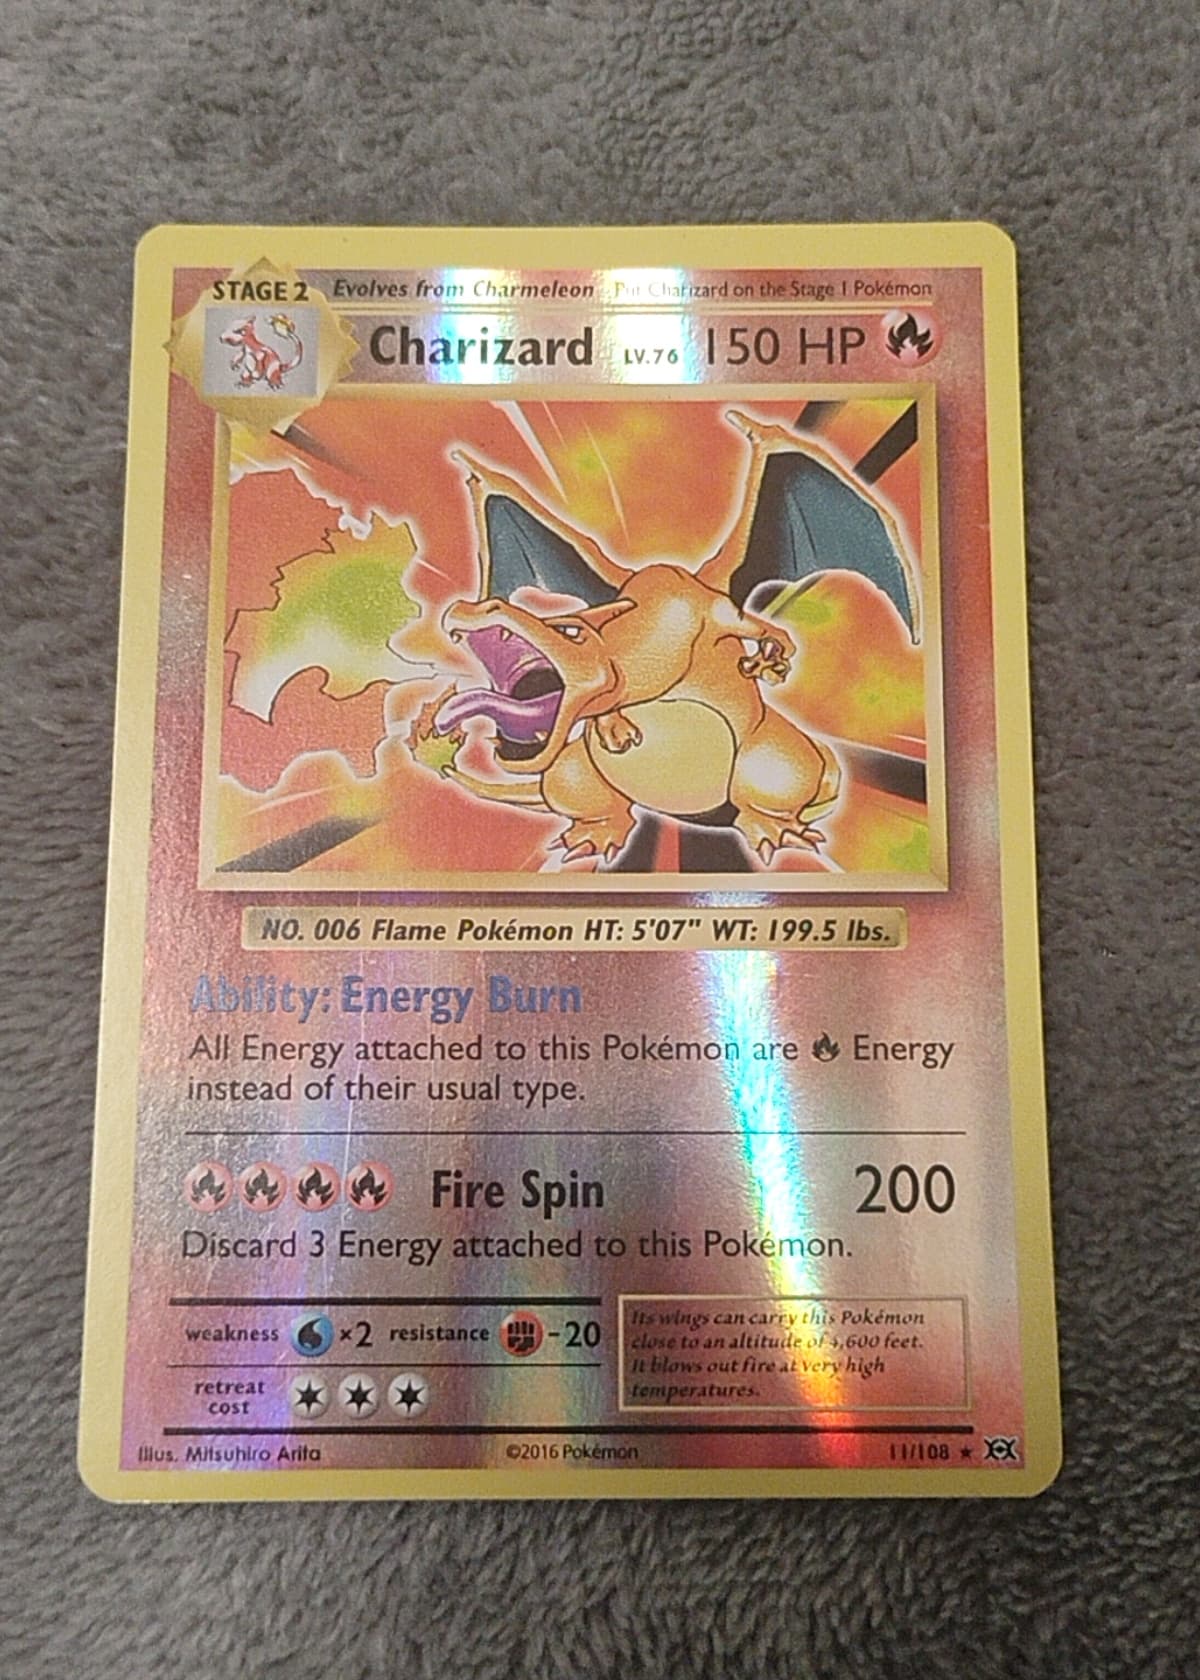 STAGE 2 Evolves from Charmeleon Put Charizard on the Stage 1 Pokémon
Charizard LV.76 150 HP
NO. 006 Flame Pokémon HT: 5'07" WT: 199.5 lbs.
Ability: Energy Burn
All Energy attached to this Pokémon are Energy
instead of their usual type.
Fire Spin 200
Discard 3 Energy attached to this Pokémon.
weakness ×2 resistance -20
retreat
cost
Its wings can carry this Pokémon
close to an altitude of 4,600 feet.
It blows out fire at very high
temperatures.
Illus. Mitsuhiro Arita ©2016 Pokémon 11/108 ★